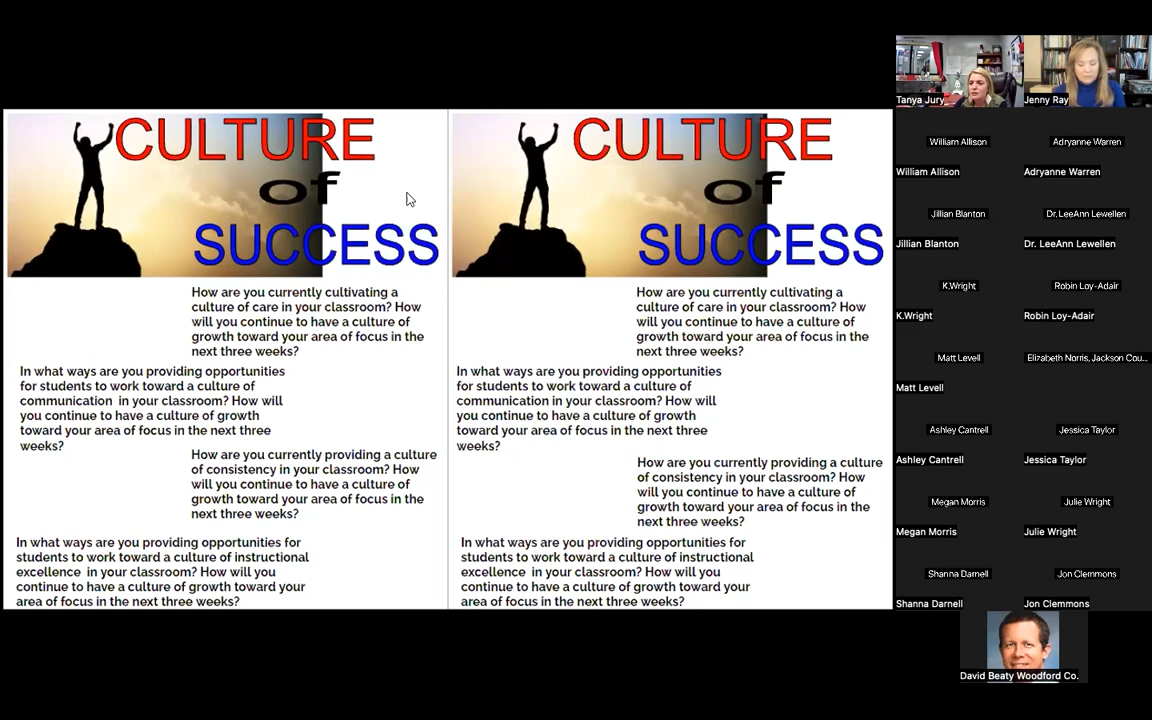 CULTURE
of
SUCCESS
How are you currently cultivating a
culture of care in your classroom? How
will you continue to have a culture of
growth toward your area of focus in the
next three weeks?
In what ways are you providing opportunities
for students to work toward a culture of
communication in your classroom? How will
you continue to have a culture of growth
toward your area of focus in the next three
weeks?
How are you currently providing a culture
of consistency in your classroom? How
will you continue to have a culture of
growth toward your area of focus in the
next three weeks?
In what ways are you providing opportunities for
students to work toward a culture of instructional
excellence in your classroom? How will you
continue to have a culture of growth toward your
area of focus in the next three weeks?
CULTURE
of
SUCCESS
How are you currently cultivating a
culture of care in your classroom? How
will you continue to have a culture of
growth toward your area of focus in the
next three weeks?
In what ways are you providing opportunities
for students to work toward a culture of
communication in your classroom? How will
you continue to have a culture of growth
toward your area of focus in the next three
weeks?
How are you currently providing a culture
of consistency in your classroom? How
will you continue to have a culture of
growth toward your area of focus in the
next three weeks?
In what ways are you providing opportunities for
students to work toward a culture of instructional
excellence in your classroom? How will you
continue to have a culture of growth toward your
area of focus in the next three weeks?
Tanya Jury
Jenny Ray
William Allison
Adryanne Warren
William Allison
Adryanne Warren
Jillian Blanton
Dr. LeeAnn Lewellen
Jillian Blanton
Dr. LeeAnn Lewellen
K.Wright
Robin Loy-Adair
K.Wright
Robin Loy-Adair
Matt Levell
Elizabeth Norris, Jackson Cou...
Matt Levell
Ashley Cantrell
Jessica Taylor
Ashley Cantrell
Jessica Taylor
Megan Morris
Julie Wright
Megan Morris
Julie Wright
Shanna Darnell
Jon Clemmons
Shanna Darnell
Jon Clemmons
David Beaty Woodford Co.